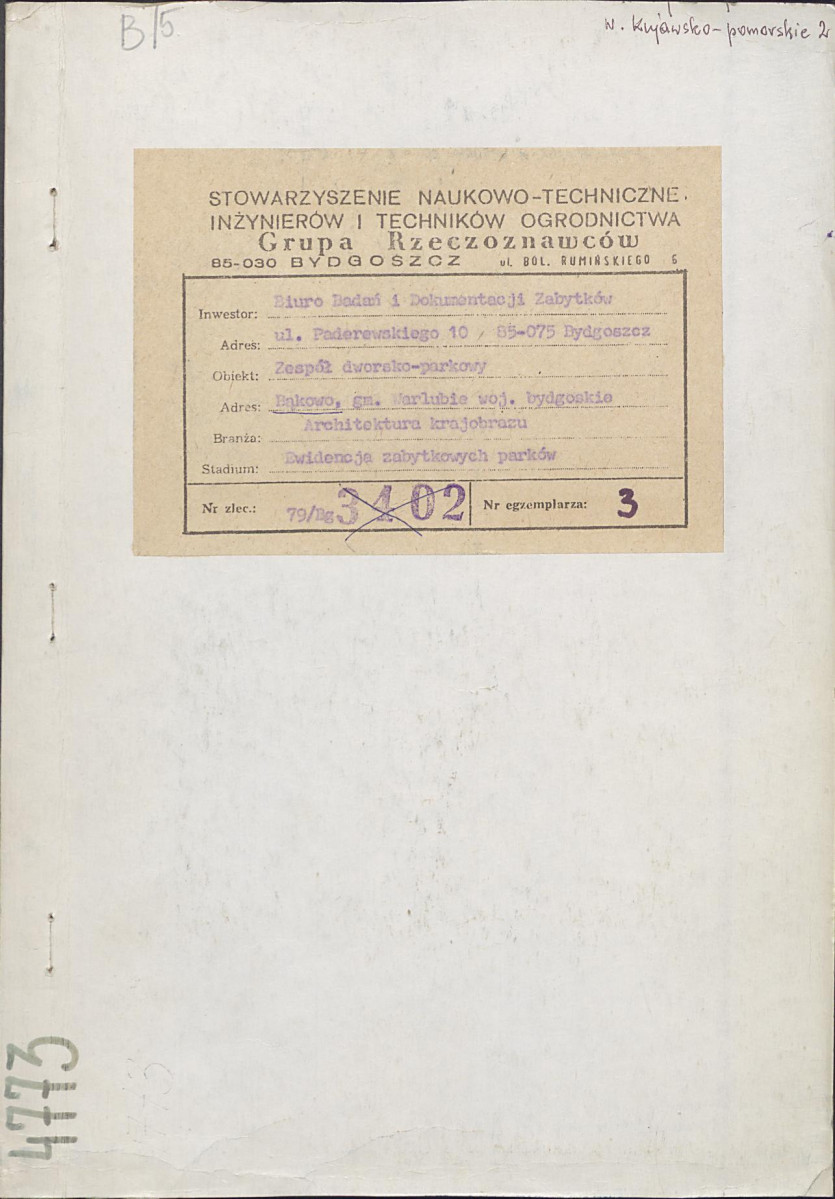 B/5
w. Kujawsko-pomorskie 2
STOWARZYSZENIE NAUKOWO-TECHNICZNE
INŻYNIERÓW I TECHNIKÓW OGRODNICTWA
Grupa Rzeczoznawców
85-030 BYDGOSZCZ ul. BOL. RUMIŃSKIEGO 6
Inwestor: Biuro Badań i Dokumentacji Zabytków
Adres: ul. Paderewskiego 10 / 85-075 Bydgoszcz
Obiekt: Zespół dworsko-parkowy
Adres: Bąkowo, gm. Warlubie woj. bydgoskie
Branża: Architektura krajobrazu
Stadium: Ewidencja zabytkowych parków
Nr zlec.: 79/Bg 3402 Nr egzemplarza: 3
4773